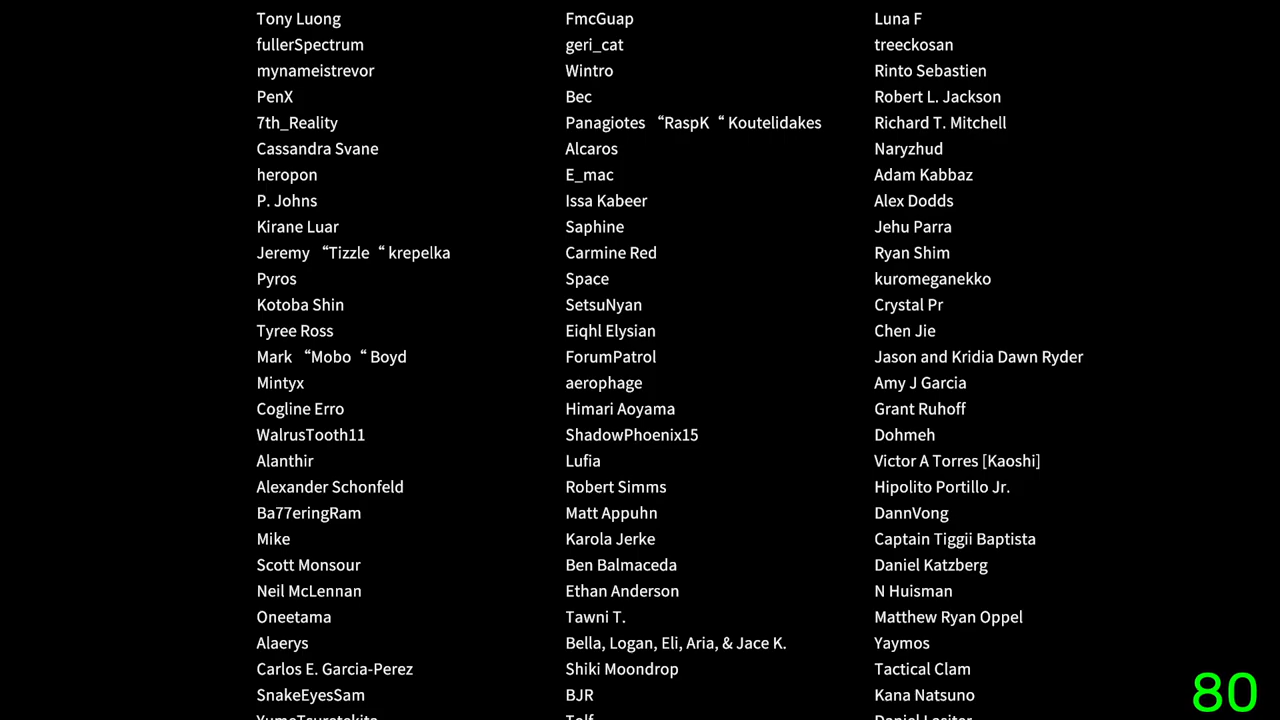 Tony Luong
fullerSpectrum
mynameistrevor
PenX
7th_Reality
Cassandra Svane
heropon
P. Johns
Kirane Luar
Jeremy “Tizzle “ krepelka
Pyros
Kotoba Shin
Tyree Ross
Mark “Mobo “ Boyd
Mintyx
Cogline Erro
WalrusTooth11
Alanthir
Alexander Schonfeld
Ba77eringRam
Mike
Scott Monsour
Neil McLennan
Oneetama
Alaerys
Carlos E. Garcia-Perez
SnakeEyesSam
FmcGuap
geri_cat
Wintro
Bec
Panagiotes “RaspK “ Koutelidakes
Alcaros
E_mac
Issa Kabeer
Saphine
Carmine Red
Space
SetsuNyan
Eiqhl Elysian
ForumPatrol
aerophage
Himari Aoyama
ShadowPhoenix15
Lufia
Robert Simms
Matt Appuhn
Karola Jerke
Ben Balmaceda
Ethan Anderson
Tawni T.
Bella, Logan, Eli, Aria, & Jace K.
Shiki Moondrop
BJR
Luna F
treeckosan
Rinto Sebastien
Robert L. Jackson
Richard T. Mitchell
Naryzhud
Adam Kabbaz
Alex Dodds
Jehu Parra
Ryan Shim
kuromeganekko
Crystal Pr
Chen Jie
Jason and Kridia Dawn Ryder
Amy J Garcia
Grant Ruhoff
Dohmeh
Victor A Torres [Kaoshi]
Hipolito Portillo Jr.
DannVong
Captain Tiggii Baptista
Daniel Katzberg
N Huisman
Matthew Ryan Oppel
Yaymos
Tactical Clam
Kana Natsuno
80